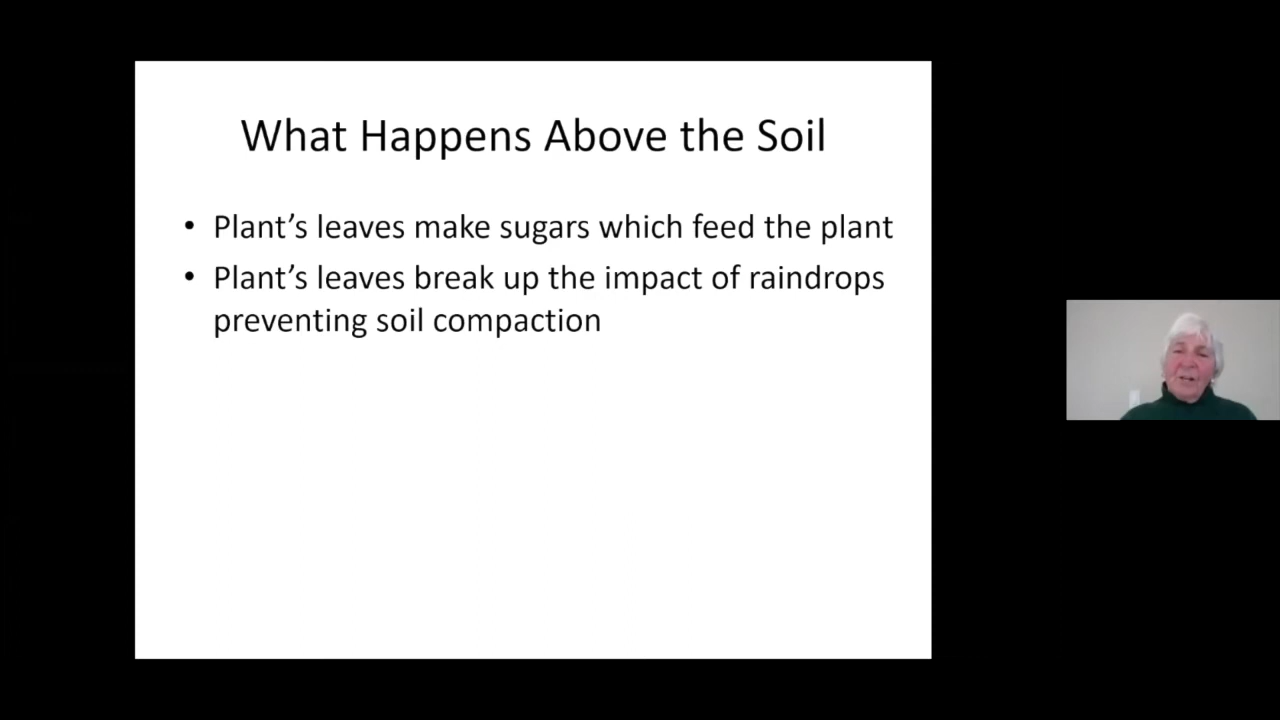 What Happens Above the Soil
• Plant’s leaves make sugars which feed the plant
• Plant’s leaves break up the impact of raindrops
preventing soil compaction